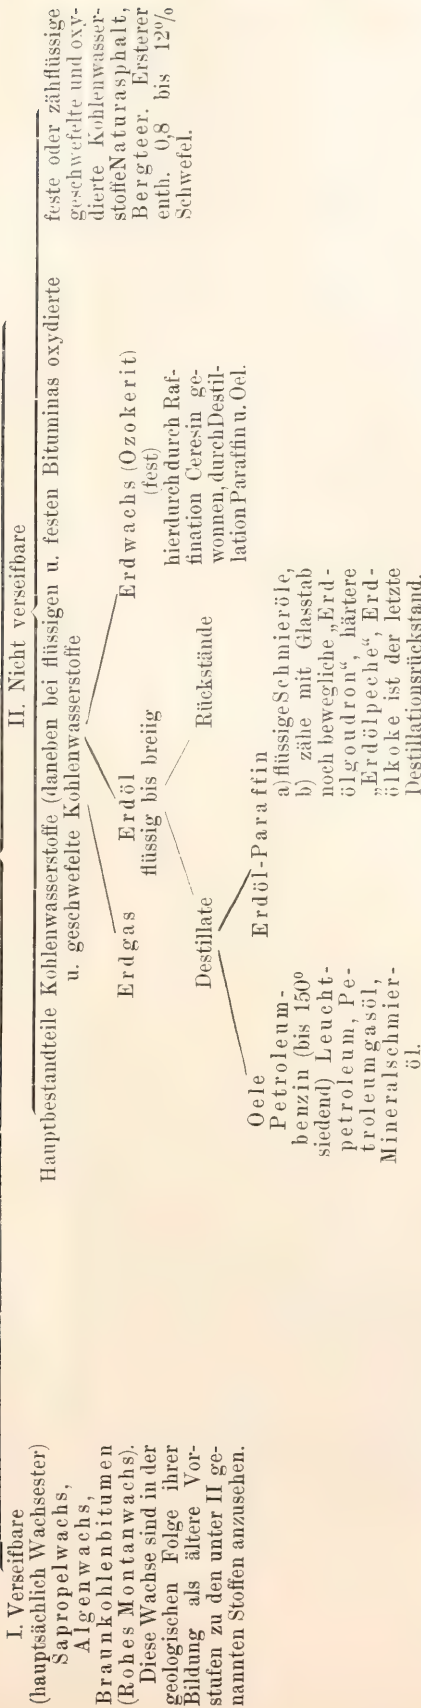 I. Verseifbare
(hauptsächlich Wachsester)
Sapropelwachs,
Algenwachs,
Braunkohlenbitumen
(Rohes Montanwachs).
Diese Wachse sind in der
geologischen Folge ihrer
Bildung als ältere Vor-
stufen zu den unter II ge-
nannten Stoffen anzusehen.
II. Nicht verseifbare
Hauptbestandteile Kohlenwasserstoffe (daneben bei flüssigen u. festen Bituminas oxydierte
u. geschwefelte Kohlenwasserstoffe
Erdgas
Erdöl
flüssig bis breiig
Destillate
Oele
Petroleum-
benzin (bis 150°
siedend) Leucht-
petroleum, Pe-
troleumgasöl,
Mineralschmier-
öl.
Erdöl-Paraffin
Rückstände
a) flüssige Schmieröle,
b) zähe mit Glasstab
noch bewegliche „Erd-
ölgoudron“, härtere
„Erdölpeche“, Erd-
ölkoke ist der letzte
Destillationsrückstand.
Erdwachs (Ozokerit)
(fest)
hierdurch durch Raf-
fination Ceresin ge-
wonnen, durch Destil-
lation Paraffin u. Oel.
feste oder zähflüssige
geschwefelte und oxy-
dierte Kohlenwasser-
stoffe Naturasphalt,
Bergteer. Ersterer
enth. 0,8 bis 12%
Schwefel.